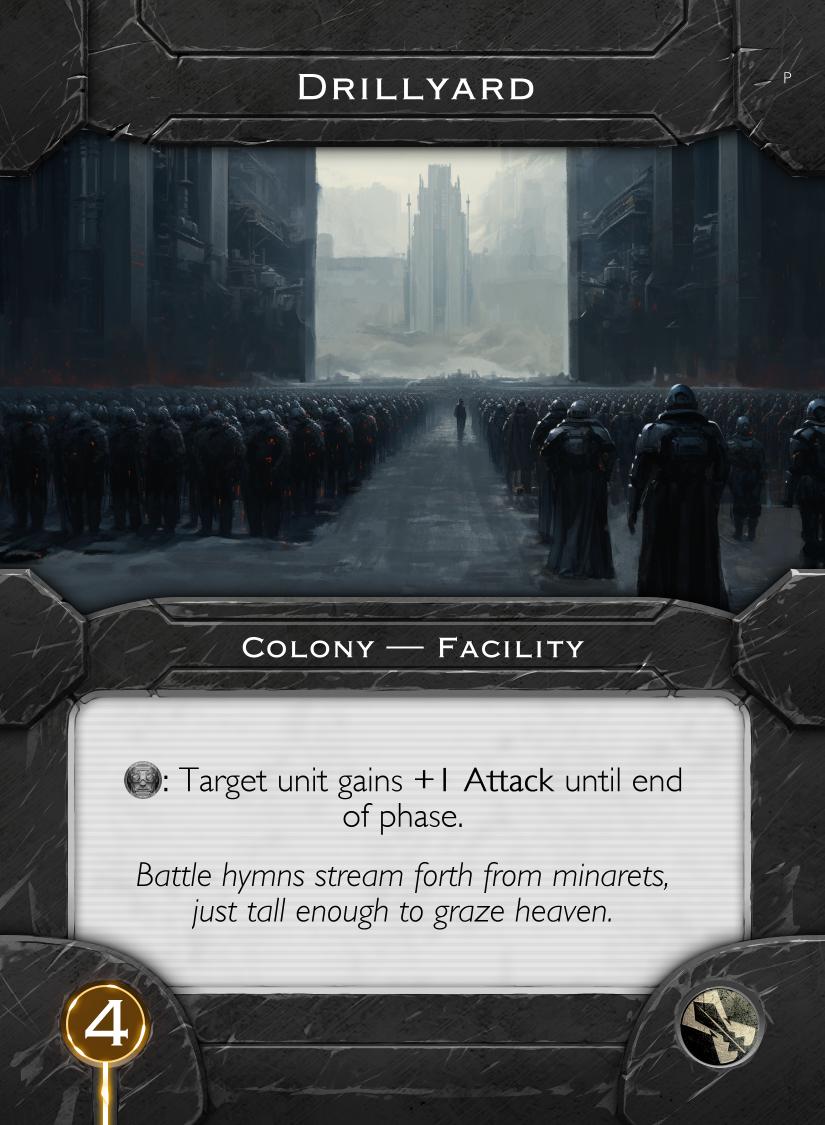 Drillyard
P
Colony — Facility
: Target unit gains +1 Attack until end
of phase.
Battle hymns stream forth from minarets,
just tall enough to graze heaven.
4